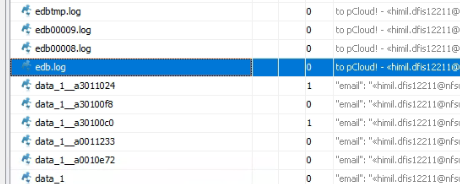 edbtmp.log 0 to pCloud! - <himil.dfis12211@
edb00009.log 0 to pCloud! - <himil.dfis12211@
edb00008.log 0 to pCloud! - <himil.dfis12211@
edb.log 0 to pCloud! - <himil.dfis12211@
data_1__a3011024 1 "email": "<himil.dfis12211@nfs
data_1__a30100f8 0 "email": "<himil.dfis12211@nfs
data_1__a30100c0 1 "email": "<himil.dfis12211@nfs
data_1__a0011233 0 "email": "<himil.dfis12211@nfs
data_1__a0010e72 0 "email": "<himil.dfis12211@nfs
data_1 0 "email": "<himil.dfis12211@nfs